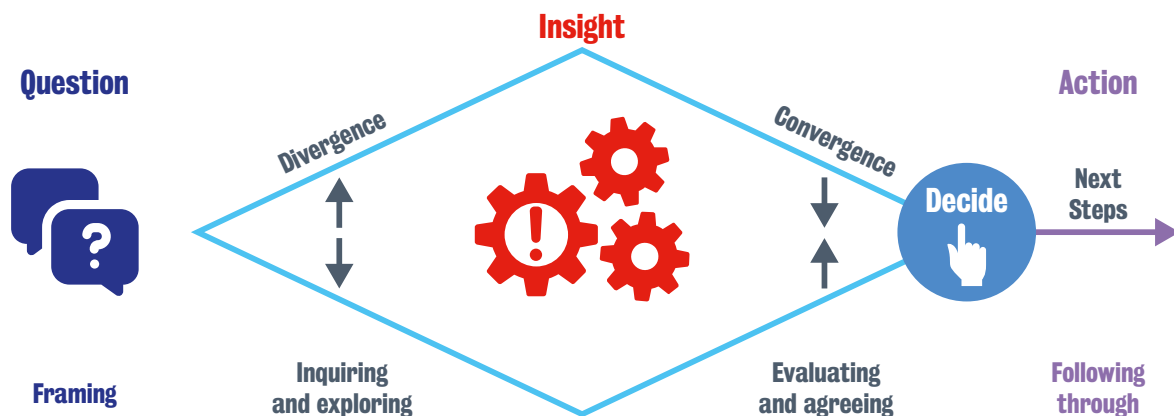 Insight
Question
Action
Divergence
Convergence
?
!
Decide
Next
Steps
Framing
Inquiring
and exploring
Evaluating
and agreeing
Following
through